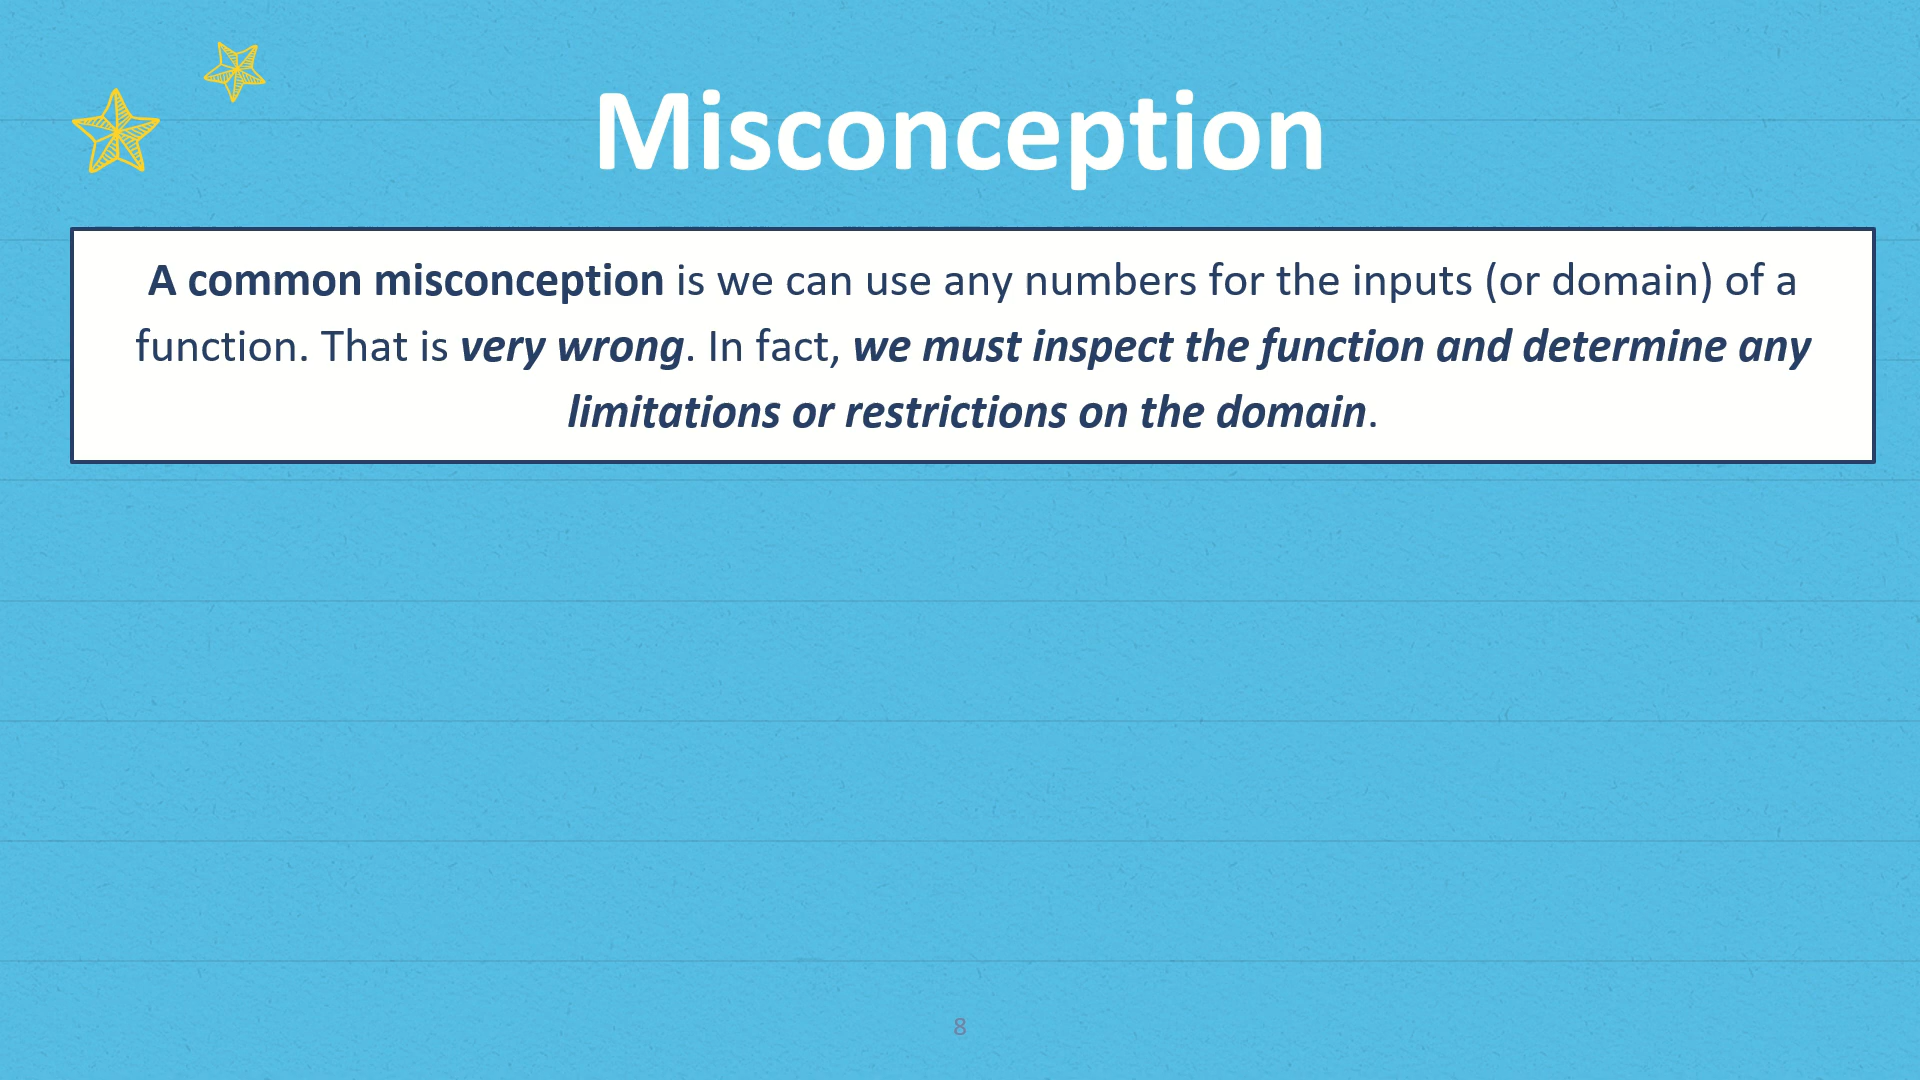 Misconception
A common misconception is we can use any numbers for the inputs (or domain) of a
function. That is very wrong. In fact, we must inspect the function and determine any
limitations or restrictions on the domain.
8